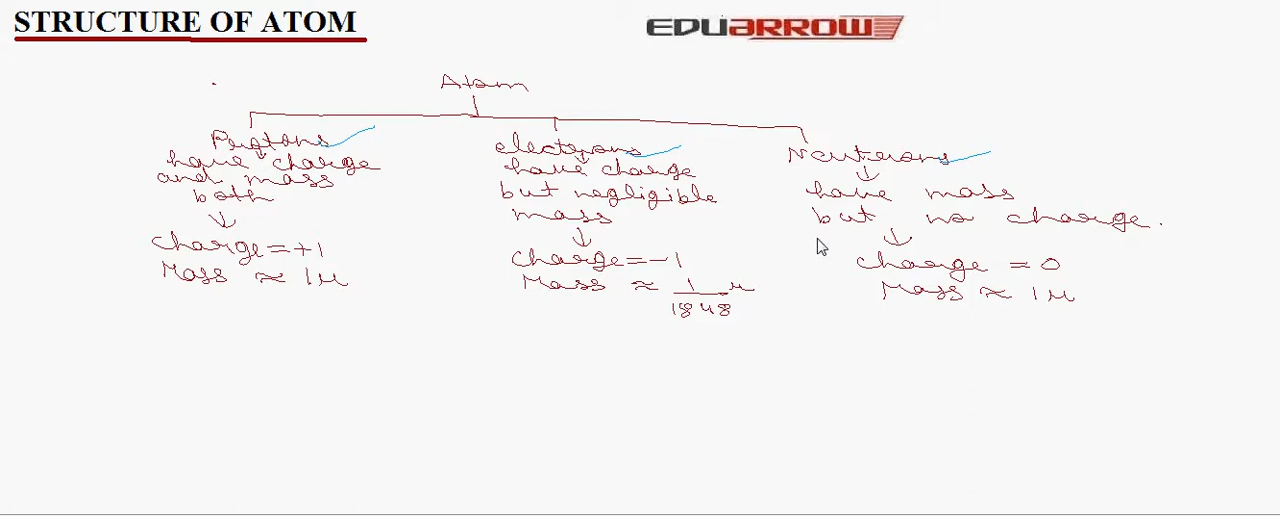 STRUCTURE OF ATOM
EDUARROW
Atom
Protons
have charge
and mass
both
charge = +1
Mass ≈ 1u
electrons
have charge
but negligible
mass
charge = -1
Mass ≈ 1/1848 u
Neutrons
have mass
but no charge.
charge = 0
Mass ≈ 1u